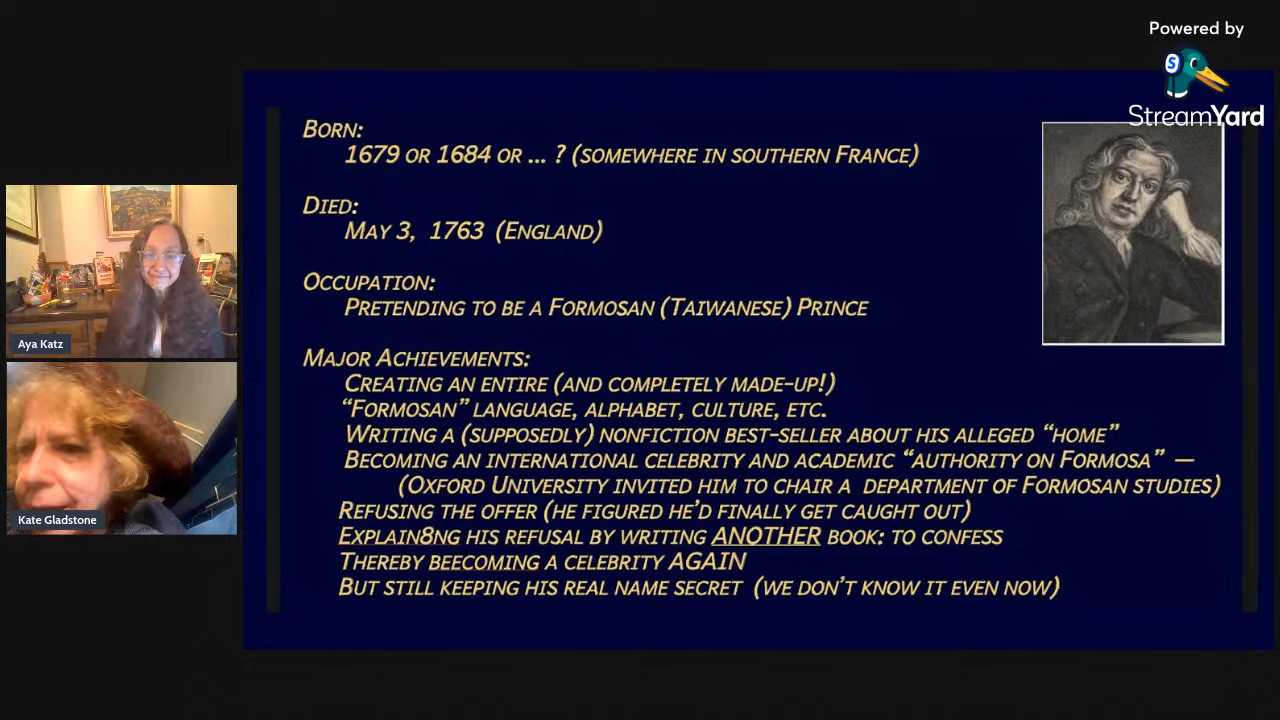 Powered by
StreamYard
BORN:
1679 OR 1684 OR ... ? (SOMEWHERE IN SOUTHERN FRANCE)
DIED:
MAY 3, 1763 (ENGLAND)
OCCUPATION:
PRETENDING TO BE A FORMOSAN (TAIWANESE) PRINCE
MAJOR ACHIEVEMENTS:
CREATING AN ENTIRE (AND COMPLETELY MADE-UP!)
“FORMOSAN” LANGUAGE, ALPHABET, CULTURE, ETC.
WRITING A (SUPPOSEDLY) NONFICTION BEST-SELLER ABOUT HIS ALLEGED “HOME”
BECOMING AN INTERNATIONAL CELEBRITY AND ACADEMIC “AUTHORITY ON FORMOSA” —
(OXFORD UNIVERSITY INVITED HIM TO CHAIR A DEPARTMENT OF FORMOSAN STUDIES)
REFUSING THE OFFER (HE FIGURED HE’D FINALLY GET CAUGHT OUT)
EXPLAIN8NG HIS REFUSAL BY WRITING ANOTHER BOOK: TO CONFESS
THEREBY BEECOMING A CELEBRITY AGAIN
BUT STILL KEEPING HIS REAL NAME SECRET (WE DON’T KNOW IT EVEN NOW)
Aya Katz
Kate Gladstone